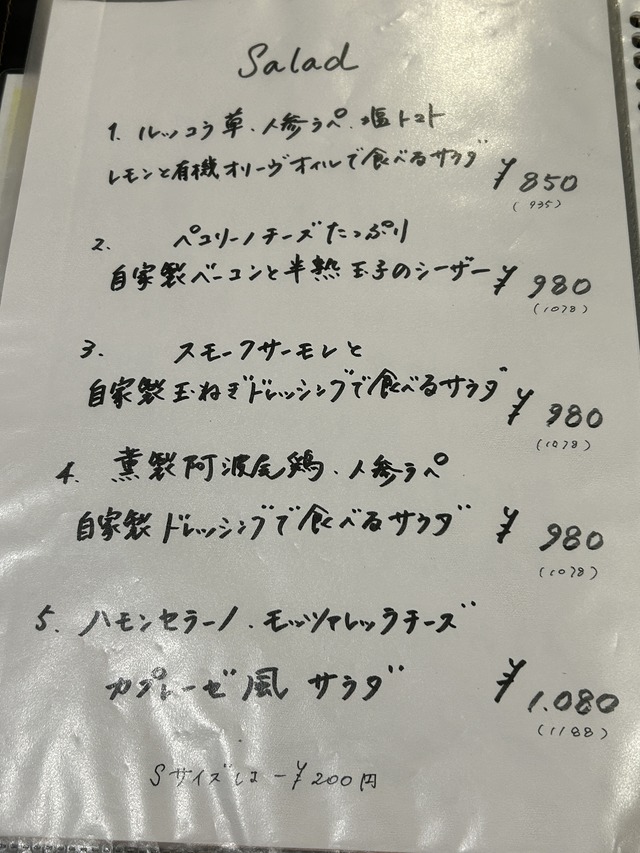 Salad
1. ルッコラ草、人参ラペ、塩トマト
レモンと有機オリーヴオイルで食べるサラダ ¥850
(935)
2. ペコリーノチーズたっぷり
自家製ベーコンと半熟玉子のシーザー ¥980
(1078)
3. スモークサーモンと
自家製玉ねぎドレッシングで食べるサラダ ¥980
(1078)
4. 薫製阿波尾鶏、人参ラペ
自家製ドレッシングで食べるサラダ ¥980
(1078)
5. ハモンセラーノ、モッツァレッラチーズ
カプレーゼ風 サラダ ¥1.080
(1188)
Sサイズは -¥200円